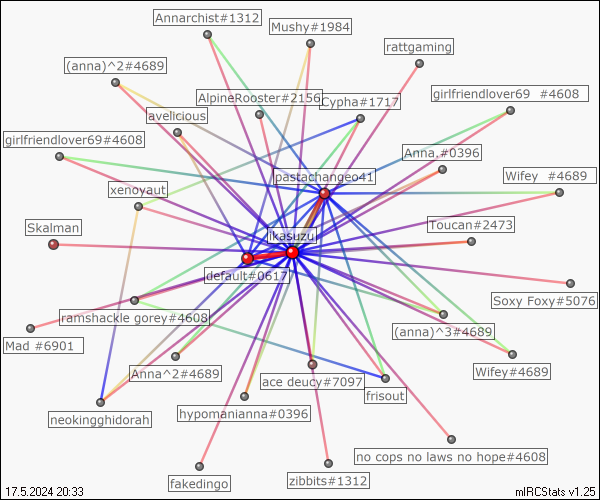 Annarchist#1312
Mushy#1984
rattgaming
(anna)^2#4689
AlpineRooster#2156
Cypha#1717
girlfriendlover69 #4608
avelicious
girlfriendlover69#4608
Anna.#0396
pastachangeo41
Wifey #4689
xenoyaut
Skalman
ikasuzu
Toucan#2473
default#0617
Soxy Foxy#5076
ramshackle gorey#4608
(anna)^3#4689
Mad #6901
Anna^2#4689
ace deucy#7097
Wifey#4689
frisout
neokingghidorah
hypomanianna#0396
no cops no laws no hope#4608
fakedingo
zibbits#1312
17.5.2024 20:33
mIRCStats v1.25